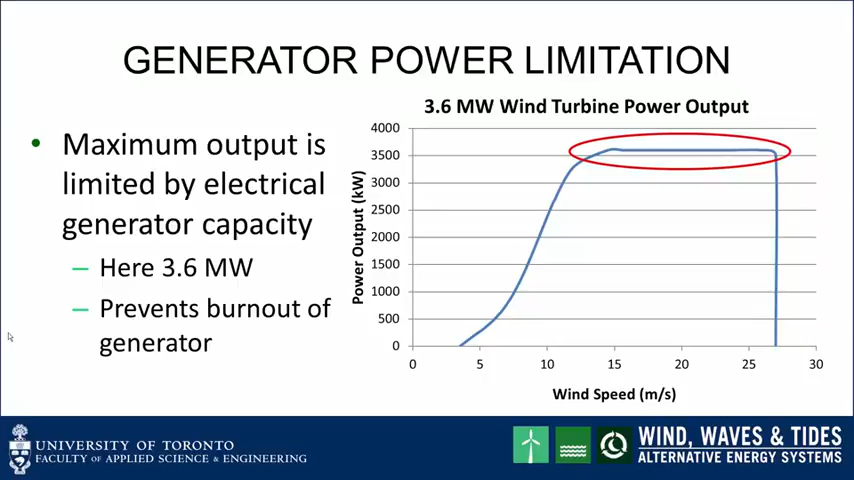 GENERATOR POWER LIMITATION
• Maximum output is
limited by electrical
generator capacity
– Here 3.6 MW
– Prevents burnout of
generator
3.6 MW Wind Turbine Power Output
Power Output (kW)
4000
3500
3000
2500
2000
1500
1000
500
0
0 5 10 15 20 25 30
Wind Speed (m/s)
UNIVERSITY OF TORONTO
FACULTY OF APPLIED SCIENCE & ENGINEERING
WIND, WAVES & TIDES
ALTERNATIVE ENERGY SYSTEMS